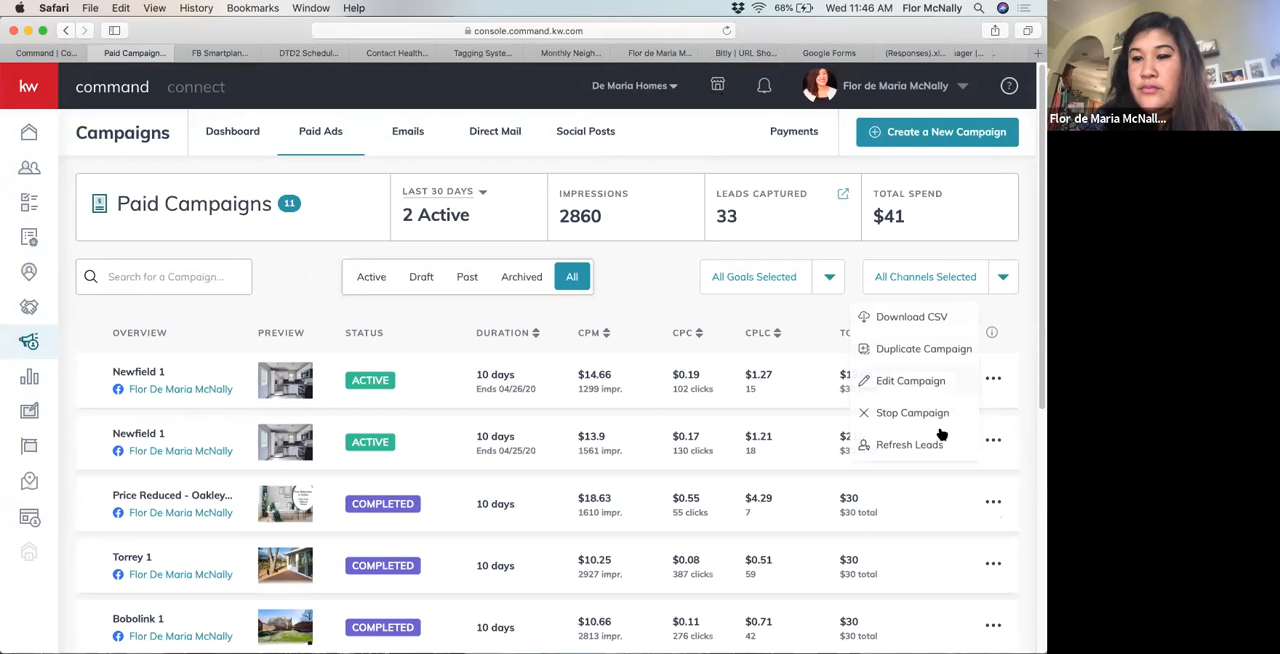 Safari File Edit View History Bookmarks Window Help 68% Wed 11:46 AM Flor McNally
console.command.kw.com
Command | Co... Paid Campaign... FB Smartplan... DTD2 Schedul... Contact Health... Tagging Syste... Monthly Neigh... Flor de Maria M... Bitly | URL Sho... Google Forms (Responses).xl... ager |...
kw command connect De Maria Homes Flor de Maria McNally ?
Flor de Maria McNall...
Campaigns Dashboard Paid Ads Emails Direct Mail Social Posts Payments Create a New Campaign
Paid Campaigns 11
LAST 30 DAYS
2 Active
IMPRESSIONS
2860
LEADS CAPTURED
33
TOTAL SPEND
$41
Search for a Campaign... Active Draft Past Archived All All Goals Selected All Channels Selected
Download CSV
Duplicate Campaign
Edit Campaign
Stop Campaign
Refresh Leads
OVERVIEW PREVIEW STATUS DURATION CPM CPC CPLC
Newfield 1
Flor De Maria McNally
ACTIVE
10 days
Ends 04/26/20
$14.66
1299 impr.
$0.19
102 clicks
$1.27
15
Newfield 1
Flor De Maria McNally
ACTIVE
10 days
Ends 04/25/20
$13.9
1561 impr.
$0.17
130 clicks
$1.21
18
Price Reduced - Oakley...
Flor De Maria McNally
COMPLETED
10 days
$18.63
1610 impr.
$0.55
55 clicks
$4.29
7
$30
$30 total
Torrey 1
Flor De Maria McNally
COMPLETED
10 days
$10.25
2927 impr.
$0.08
387 clicks
$0.51
59
$30
$30 total
Bobolink 1
Flor De Maria McNally
COMPLETED
10 days
$10.66
2813 impr.
$0.11
276 clicks
$0.71
42
$30
$30 total